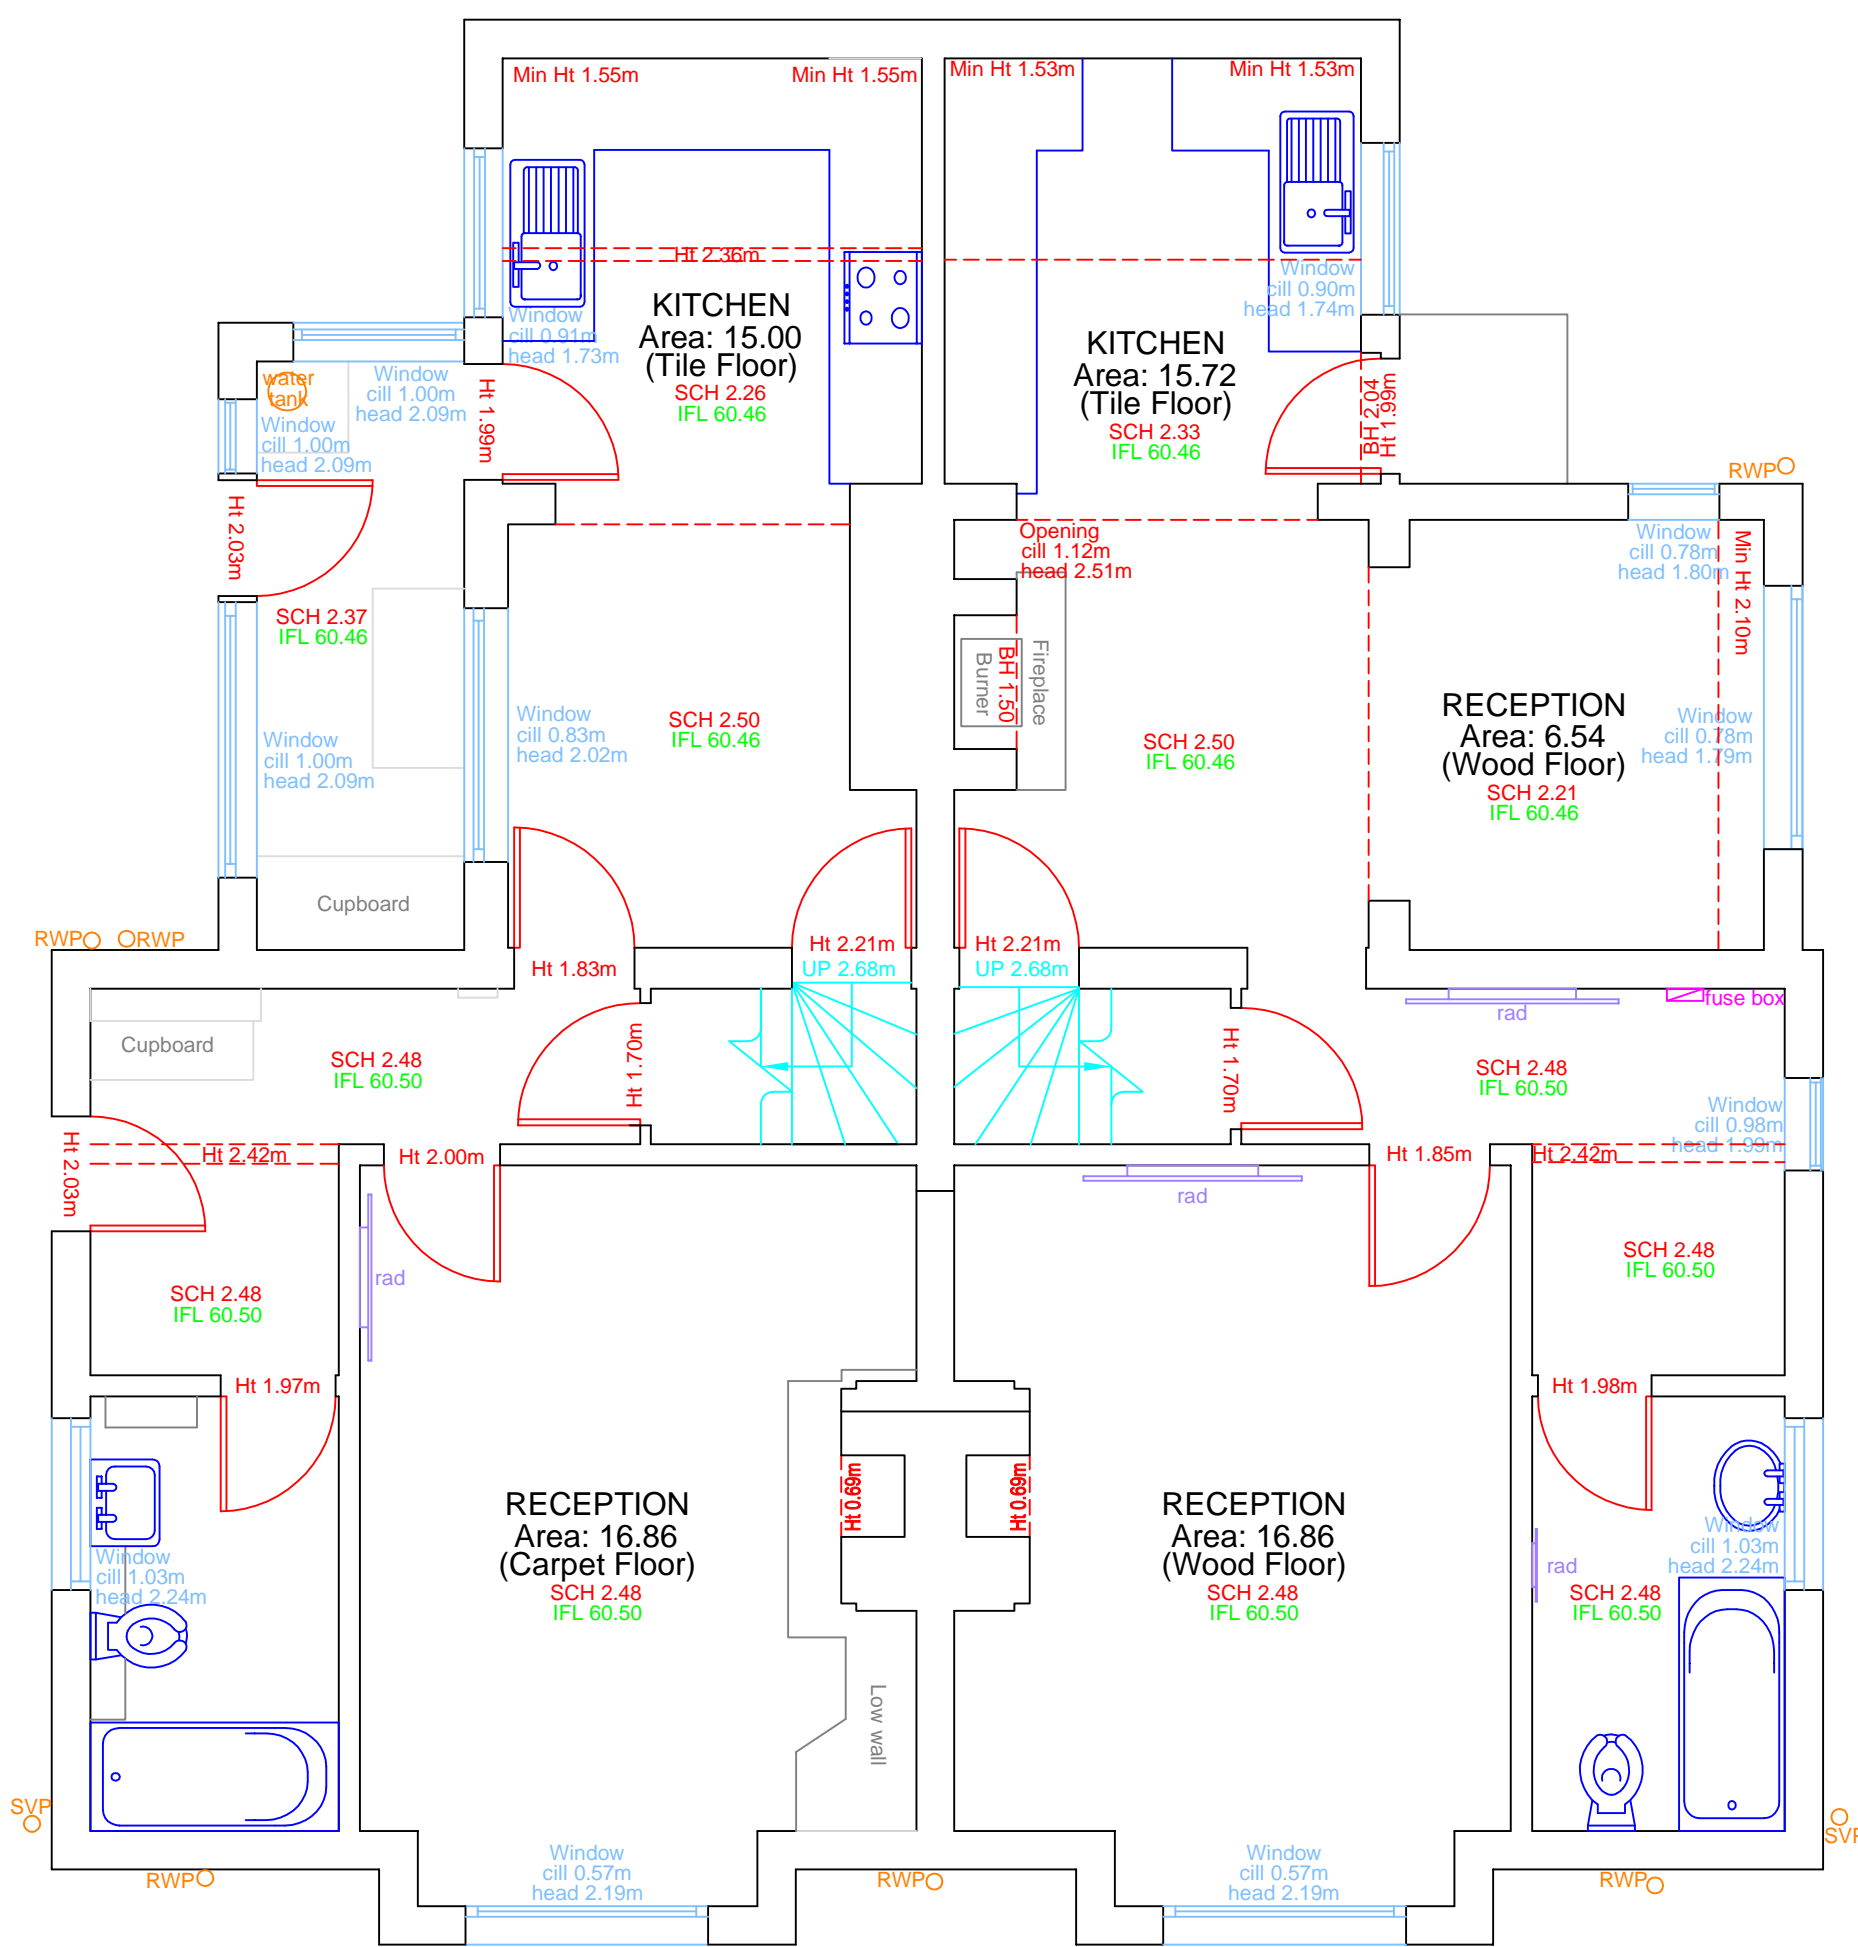 Min Ht 1.55m
Min Ht 1.55m
Min Ht 1.53m
Min Ht 1.53m
Ht 2.36m
Window
cill 0.91m
head 1.73m
KITCHEN
Area: 15.00
(Tile Floor)
SCH 2.26
IFL 60.46
Window
cill 0.90m
head 1.74m
KITCHEN
Area: 15.72
(Tile Floor)
SCH 2.33
IFL 60.46
BH 2.04
Ht 1.99m
water
tank
Window
cill 1.00m
head 2.09m
Window
cill 1.00m
head 2.09m
Ht 1.99m
Ht 2.03m
RWP
Opening
cill 1.12m
head 2.51m
Window
cill 0.78m
head 1.80m
Min Ht 2.10m
SCH 2.37
IFL 60.46
Fireplace
BH 1.50
Burner
Window
cill 1.00m
head 2.09m
Window
cill 0.83m
head 2.02m
SCH 2.50
IFL 60.46
SCH 2.50
IFL 60.46
RECEPTION
Area: 6.54
(Wood Floor)
SCH 2.21
IFL 60.46
Window
cill 0.78m
head 1.79m
Cupboard
RWP
RWP
Ht 1.83m
Ht 2.21m
UP 2.68m
Ht 2.21m
UP 2.68m
rad
fuse box
Cupboard
SCH 2.48
IFL 60.50
Ht 1.70m
Ht 1.70m
SCH 2.48
IFL 60.50
Window
cill 0.98m
head 1.99m
Ht 2.03m
Ht 2.42m
Ht 2.00m
Ht 1.85m
Ht 2.42m
rad
rad
SCH 2.48
IFL 60.50
SCH 2.48
IFL 60.50
Ht 1.97m
Ht 1.98m
Ht 0.69m
Ht 0.69m
RECEPTION
Area: 16.86
(Carpet Floor)
SCH 2.48
IFL 60.50
RECEPTION
Area: 16.86
(Wood Floor)
SCH 2.48
IFL 60.50
Window
cill 1.03m
head 2.24m
Window
cill 1.03m
head 2.24m
rad
SCH 2.48
IFL 60.50
Low wall
SVP
SVP
RWP
Window
cill 0.57m
head 2.19m
RWP
Window
cill 0.57m
head 2.19m
RWP